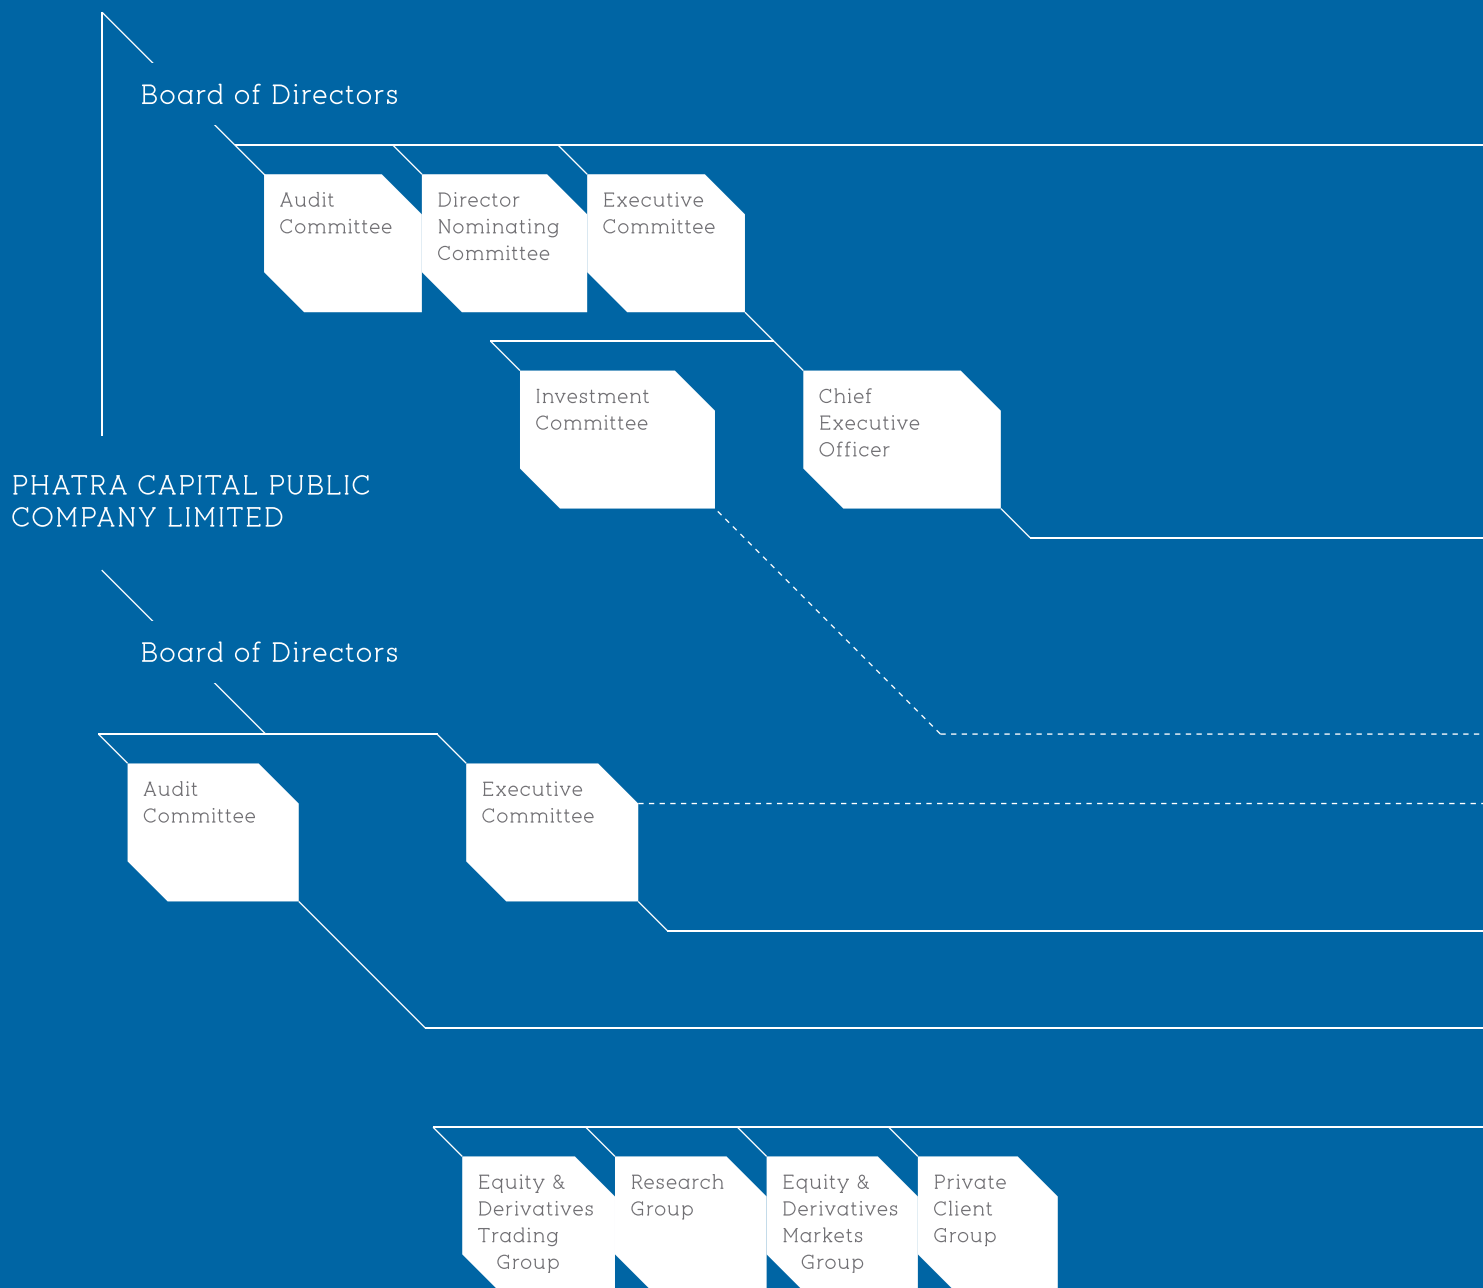 Board of Directors
Audit
Committee
Director
Nominating
Committee
Executive
Committee
Investment
Committee
Chief
Executive
Officer
PHATRA CAPITAL PUBLIC
COMPANY LIMITED
Board of Directors
Audit
Committee
Executive
Committee
Equity &
Derivatives
Trading
Group
Research
Group
Equity &
Derivatives
Markets
Group
Private
Client
Group